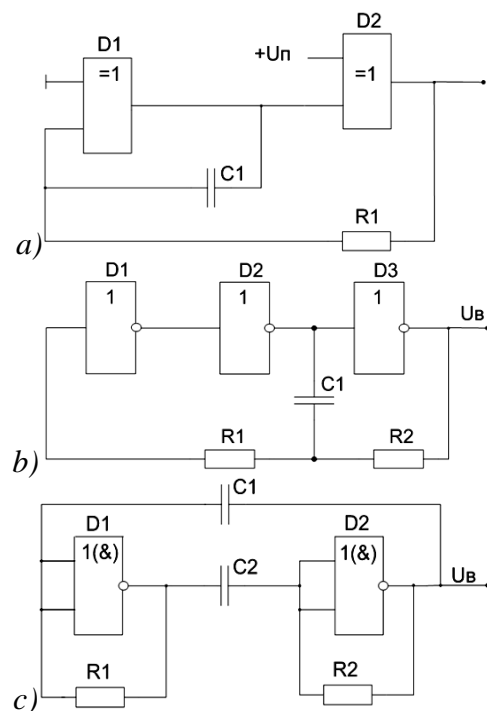 D1 D2
+Uп
=1 =1
C1
R1
a)
D1 D2 D3
1 1 1
Uв
C1
R1 R2
b)
C1
D1 D2
1(&) C2 1(&)
Uв
R1 R2
c)